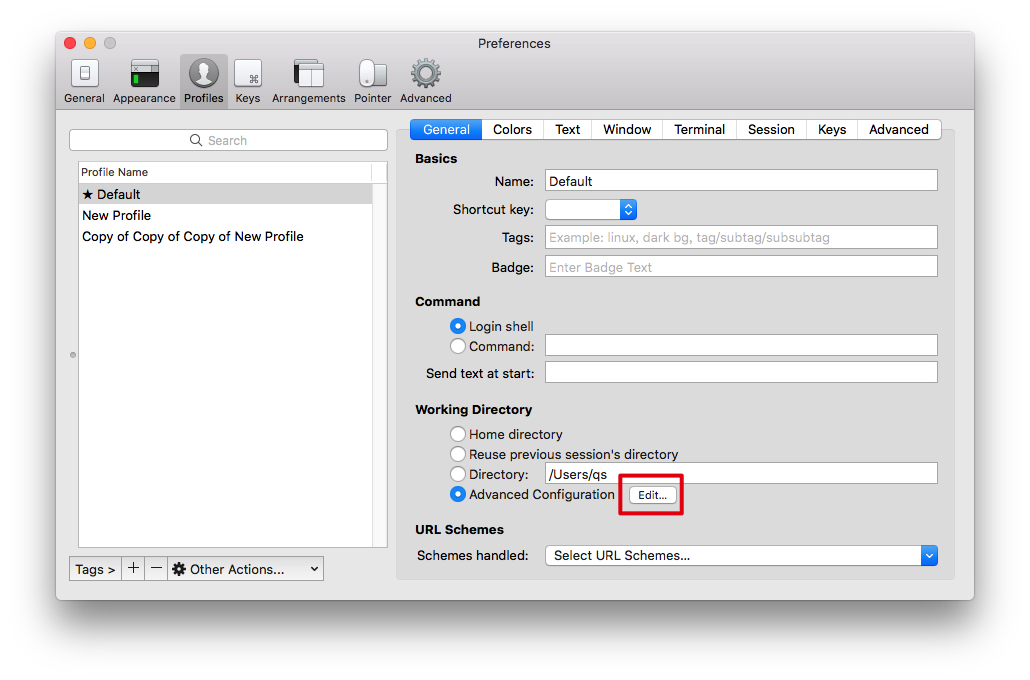 Preferences
General Appearance Profiles Keys Arrangements Pointer Advanced
Search
Profile Name
★ Default
New Profile
Copy of Copy of Copy of New Profile
Tags > + − Other Actions...
General Colors Text Window Terminal Session Keys Advanced
Basics
Name: Default
Shortcut key:
Tags: Example: linux, dark bg, tag/subtag/subsubtag
Badge: Enter Badge Text
Command
Login shell
Command:
Send text at start:
Working Directory
Home directory
Reuse previous session's directory
Directory: /Users/qs
Advanced Configuration Edit...
URL Schemes
Schemes handled: Select URL Schemes...